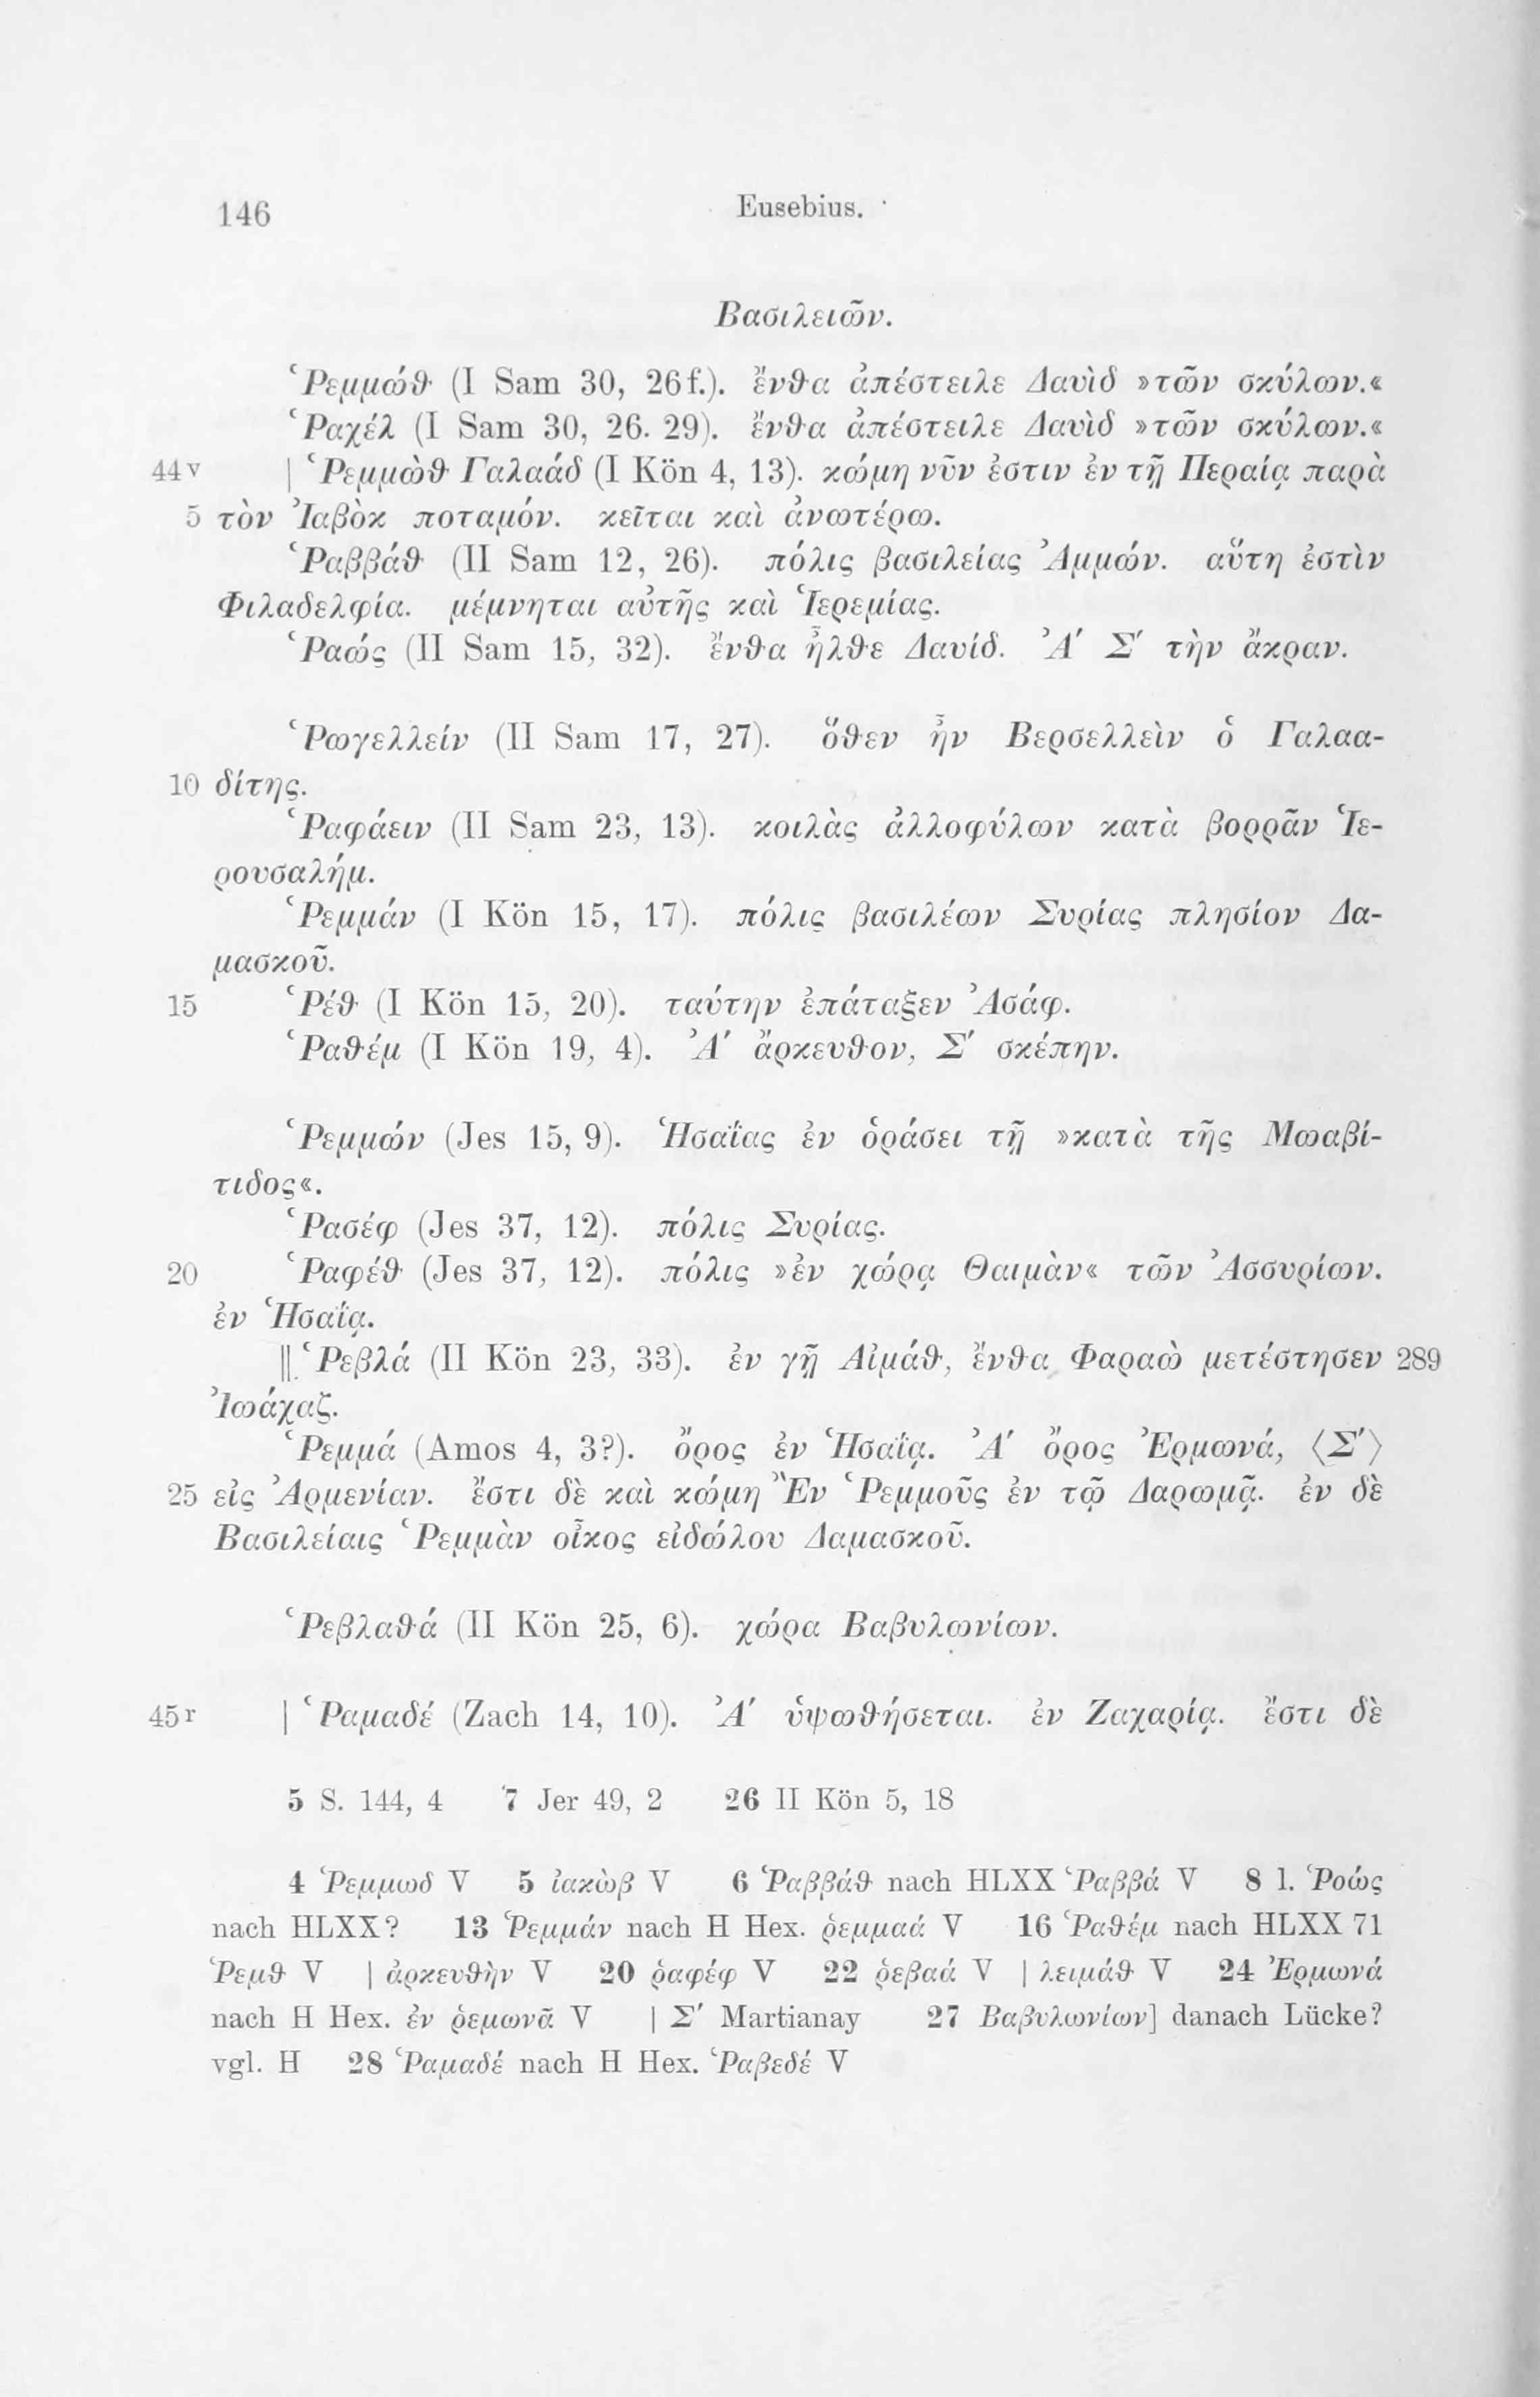 146 Eusebius.
Βασιλειῶν.
Ῥεμμώθ (I Sam 30, 26f.). ἔνθα ἀπέστειλε Δαυὶδ »τῶν σκύλων.«
Ῥαχέλ (I Sam 30, 26. 29). ἔνθα ἀπέστειλε Δαυὶδ »τῶν σκύλων.«
44v | Ῥεμμὼθ Γαλαάδ (I Kön 4, 13). κώμη νῦν ἐστιν ἐν τῇ Περαίᾳ παρὰ
5 τὸν Ἰαβὸκ ποταμόν. κεῖται καὶ ἀνωτέρω.
Ῥαββάθ (II Sam 12, 26). πόλις βασιλείας Ἀμμών. αὕτη ἐστὶν
Φιλαδελφία. μέμνηται αὐτῆς καὶ Ἱερεμίας.
Ῥαώς (II Sam 15, 32). ἔνθα ἦλθε Δαυίδ. Ἀ′ Σ′ τὴν ἄκραν.
Ῥωγελλείν (II Sam 17, 27). ὅθεν ἦν Βερσελλεὶν ὁ Γαλαα-
10 δίτης.
Ῥαφάειν (II Sam 23, 13). κοιλὰς ἀλλοφύλων κατὰ βορρᾶν Ἱε-
ρουσαλήμ.
Ῥεμμάν (I Kön 15, 17). πόλις βασιλέων Συρίας πλησίον Δα-
μασκοῦ.
15 Ῥέθ (I Kön 15, 20). ταύτην ἐπάταξεν Ἀσάφ.
Ῥαθέμ (I Kön 19, 4). Ἀ′ ἄρκευθον, Σ′ σκέπην.
Ῥεμμών (Jes 15, 9). Ἡσαΐας ἐν ὁράσει τῇ »κατὰ τῆς Μωαβί-
τιδος«.
Ῥασέφ (Jes 37, 12). πόλις Συρίας.
20 Ῥαφέθ (Jes 37, 12). πόλις »ἐν χώρᾳ Θαιμὰν« τῶν Ἀσσυρίων.
ἐν Ἡσαΐᾳ.
|| Ῥεβλά (II Kön 23, 33). ἐν γῇ Αἰμάθ, ἔνθα Φαραὼ μετέστησεν 289
Ἰωάχαζ.
Ῥεμμά (Amos 4, 3?). ὄρος ἐν Ἡσαΐᾳ. Ἀ′ ὄρος Ἐρμωνά, ⟨Σ′⟩
25 εἰς Ἀρμενίαν. ἔστι δὲ καὶ κώμη Ἒν Ῥεμμοῦς ἐν τῷ Δαρωμᾷ. ἐν δὲ
Βασιλείαις Ῥεμμὰν οἶκος εἰδώλου Δαμασκοῦ.
Ῥεβλαθά (II Kön 25, 6). χώρα Βαβυλωνίων.
45r | Ῥαμαδέ (Zach 14, 10). Ἀ′ ὑψωθήσεται. ἐν Ζαχαρίᾳ. ἔστι δὲ
5 S. 144, 4 7 Jer 49, 2 26 II Kön 5, 18
4 Ῥεμμωδ V 5 ἰακὼβ V 6 Ῥαββάθ nach HLXX Ῥαββά V 8 l. Ῥοώς
nach HLXX? 13 Ῥεμμάν nach H Hex. ῥεμμαά V 16 Ῥαθέμ nach HLXX 71
Ῥεμθ V | ἀρκευθὴν V 20 ῥαφέφ V 22 ῥεβαά V | λειμάθ V 24 Ἐρμωνά
nach H Hex. ἐν ῥεμωνᾶ V | Σ′ Martianay 27 Βαβυλωνίων] danach Lücke?
vgl. H 28 Ῥαμαδέ nach H Hex. Ῥαβεδέ V